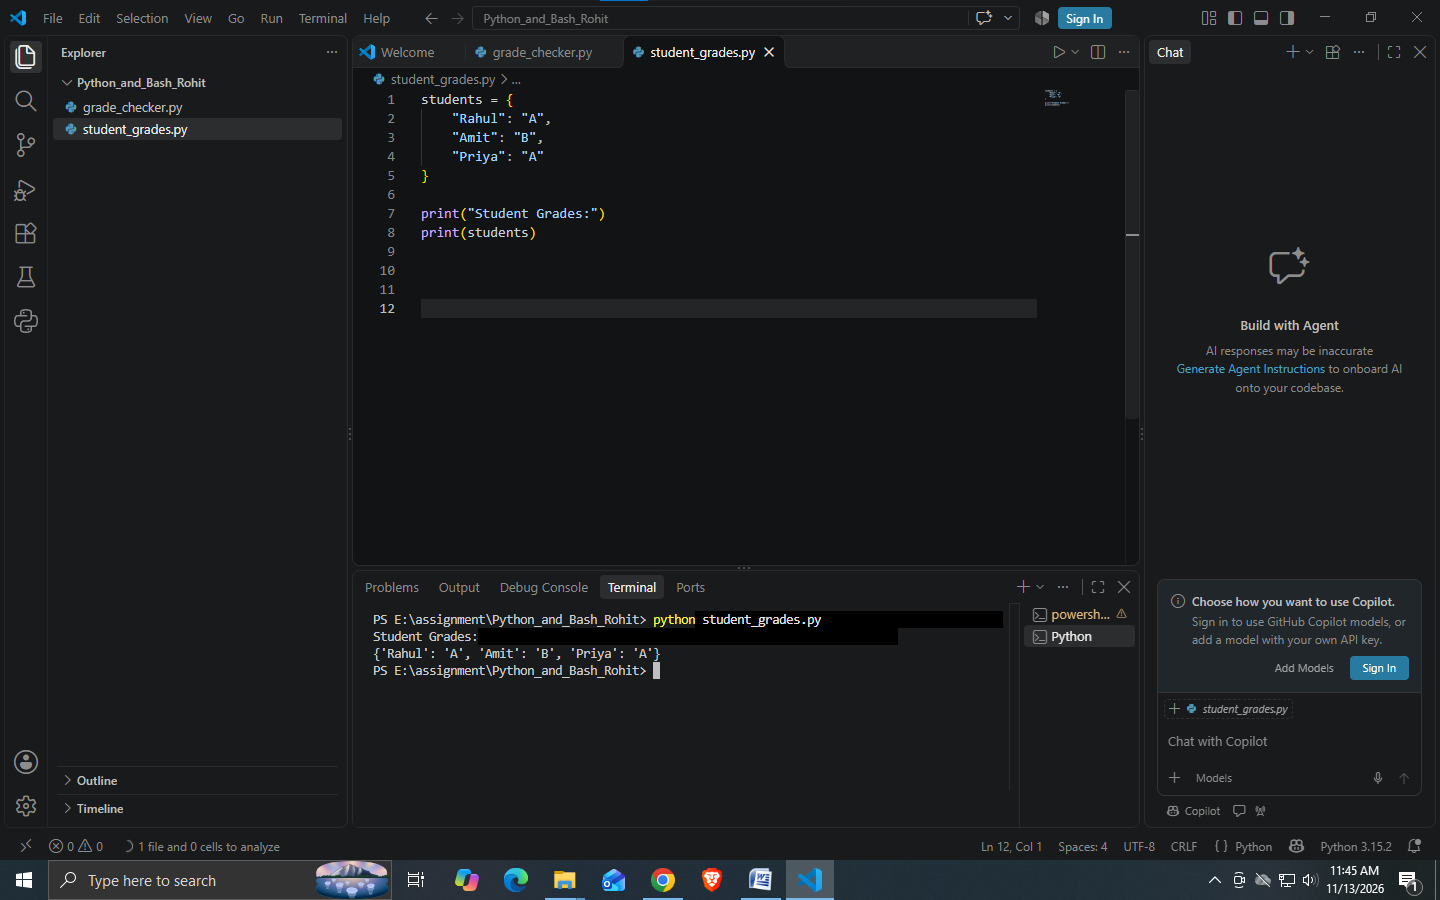 File Edit Selection View Go Run Terminal Help
Python_and_Bash_Rohit
Sign In
Explorer
Python_and_Bash_Rohit
grade_checker.py
student_grades.py
Outline
Timeline
Welcome
grade_checker.py
student_grades.py
student_grades.py > ...
1 students = {
2 "Rahul": "A",
3 "Amit": "B",
4 "Priya": "A"
5 }
6
7 print("Student Grades:")
8 print(students)
9
10
11
12
Problems Output Debug Console Terminal Ports
PS E:\assignment\Python_and_Bash_Rohit> python student_grades.py
Student Grades:
{'Rahul': 'A', 'Amit': 'B', 'Priya': 'A'}
PS E:\assignment\Python_and_Bash_Rohit>
powersh...
Python
Chat
Build with Agent
AI responses may be inaccurate
Generate Agent Instructions to onboard AI
onto your codebase.
Choose how you want to use Copilot.
Sign in to use GitHub Copilot models, or
add a model with your own API key.
Add Models
Sign In
student_grades.py
Chat with Copilot
Models
Copilot
0 0 1 file and 0 cells to analyze
Ln 12, Col 1 Spaces: 4 UTF-8 CRLF { } Python Python 3.15.2
Type here to search
11:45 AM
11/13/2026
1